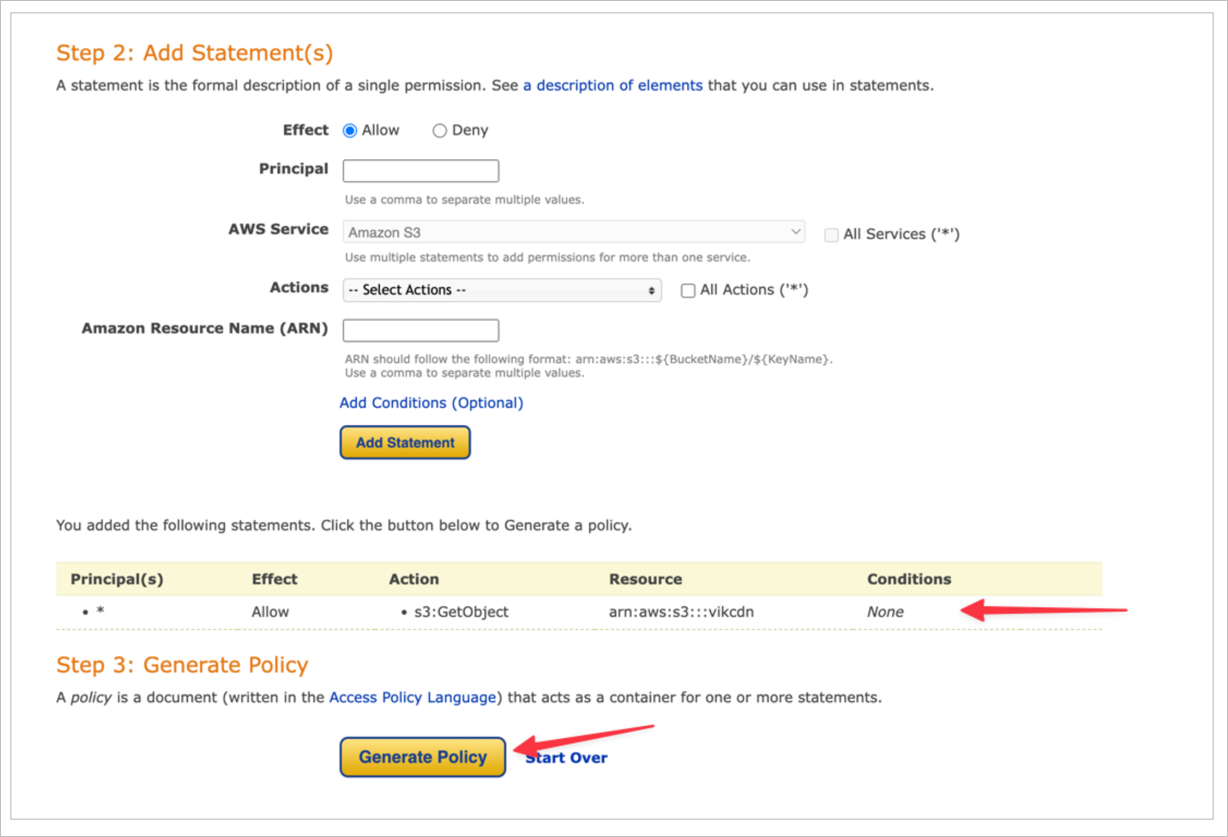 Step 2: Add Statement(s)
A statement is the formal description of a single permission. See a description of elements that you can use in statements.
Effect Allow Deny
Principal
Use a comma to separate multiple values.
AWS Service Amazon S3 All Services ('*')
Use multiple statements to add permissions for more than one service.
Actions -- Select Actions -- All Actions ('*')
Amazon Resource Name (ARN)
ARN should follow the following format: arn:aws:s3:::${BucketName}/${KeyName}.
Use a comma to separate multiple values.
Add Conditions (Optional)
Add Statement
You added the following statements. Click the button below to Generate a policy.
Principal(s) Effect Action Resource Conditions
• * Allow • s3:GetObject arn:aws:s3:::vikcdn None
Step 3: Generate Policy
A policy is a document (written in the Access Policy Language) that acts as a container for one or more statements.
Generate Policy Start Over